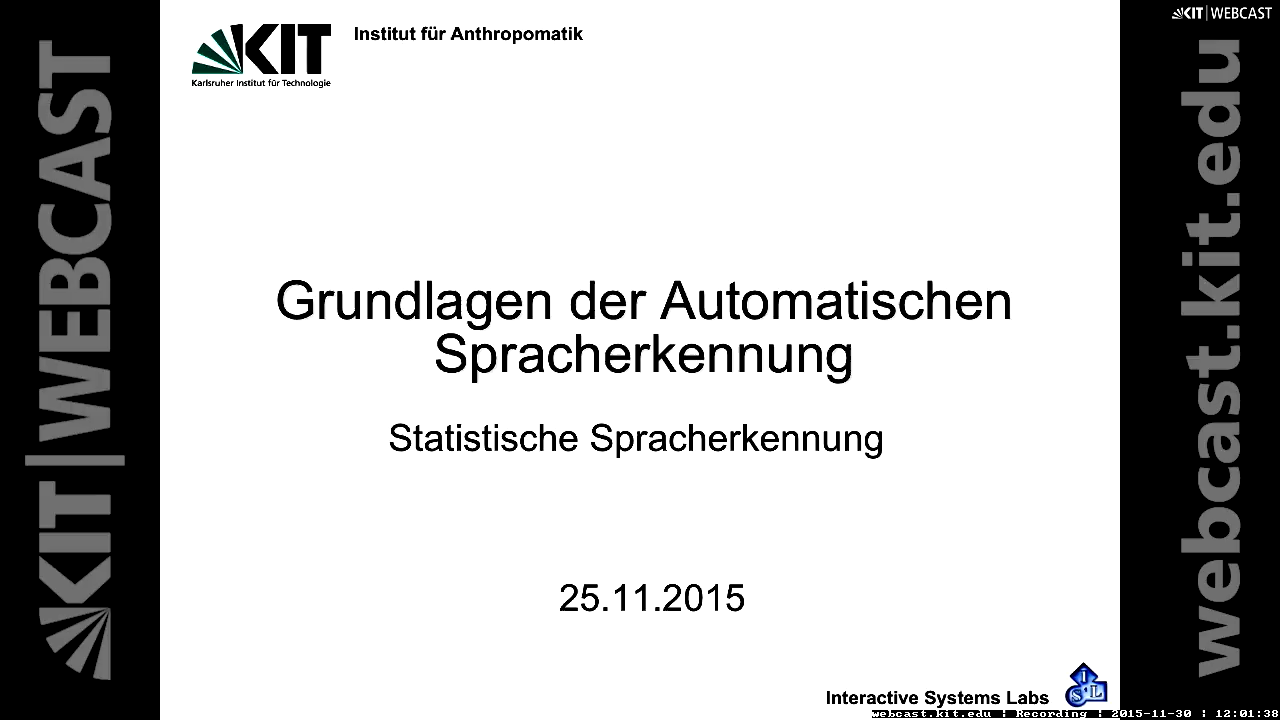 KIT
Karlsruher Institut für Technologie
Institut für Anthropomatik
KIT | WEBCAST
KIT | WEBCAST
webcast.kit.edu
Grundlagen der Automatischen
Spracherkennung
Statistische Spracherkennung
25.11.2015
Interactive Systems Labs
ISL
webcast.kit.edu | Recording | 2015-11-30 | 12:01:38